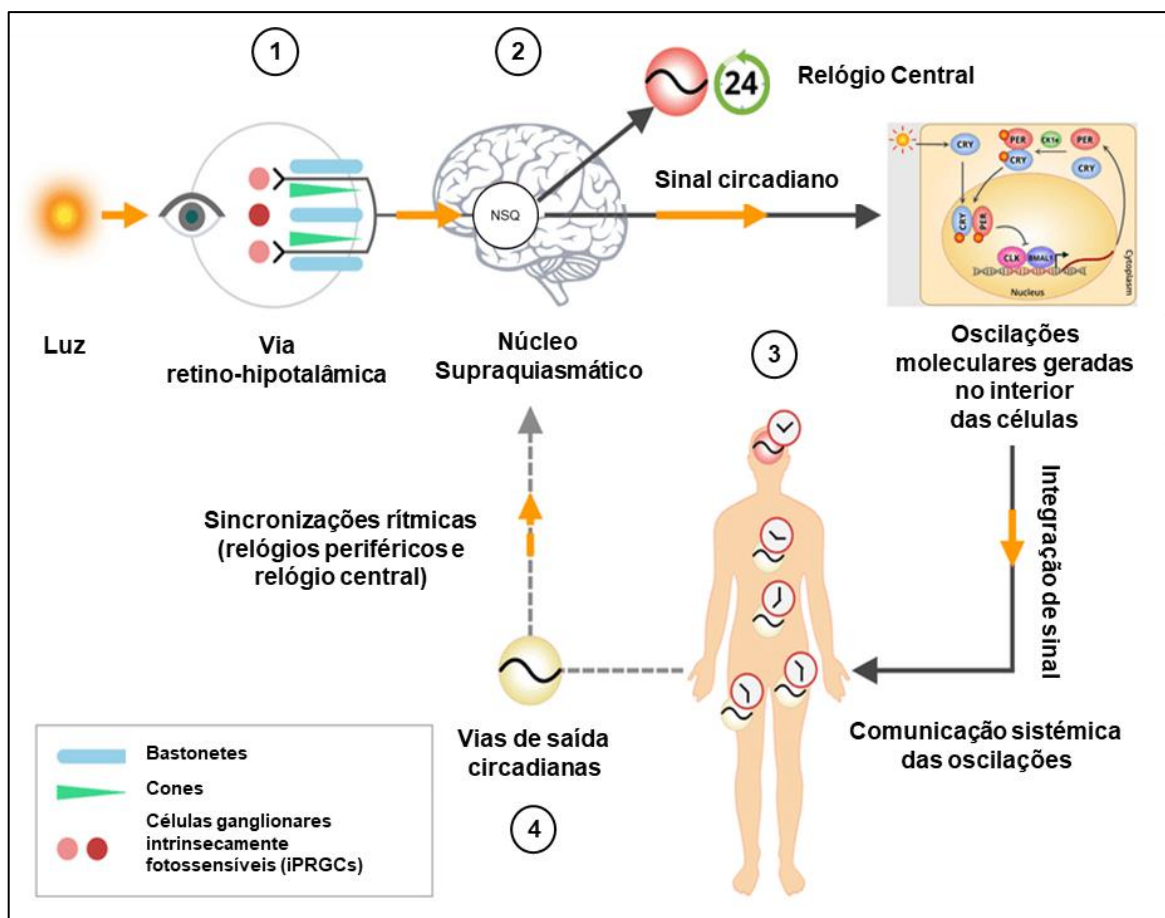 1
2
24
Relógio Central
Sinal circadiano
NSQ
CRY
PER
CRY
CK1ε
PER
CRY
CRY
PER
CLK
BMAL1
Nucleus
Cytoplasm
Luz
Via
retino-hipotalâmica
Núcleo
Supraquiasmático
3
Oscilações
moleculares geradas
no interior
das células
Integração de sinal
Sincronizações rítmicas
(relógios periféricos e
relógio central)
Vias de saída
circadianas
4
Comunicação sistémica
das oscilações
Bastonetes
Cones
Células ganglionares
intrinsecamente
fotossensíveis (iPRGCs)